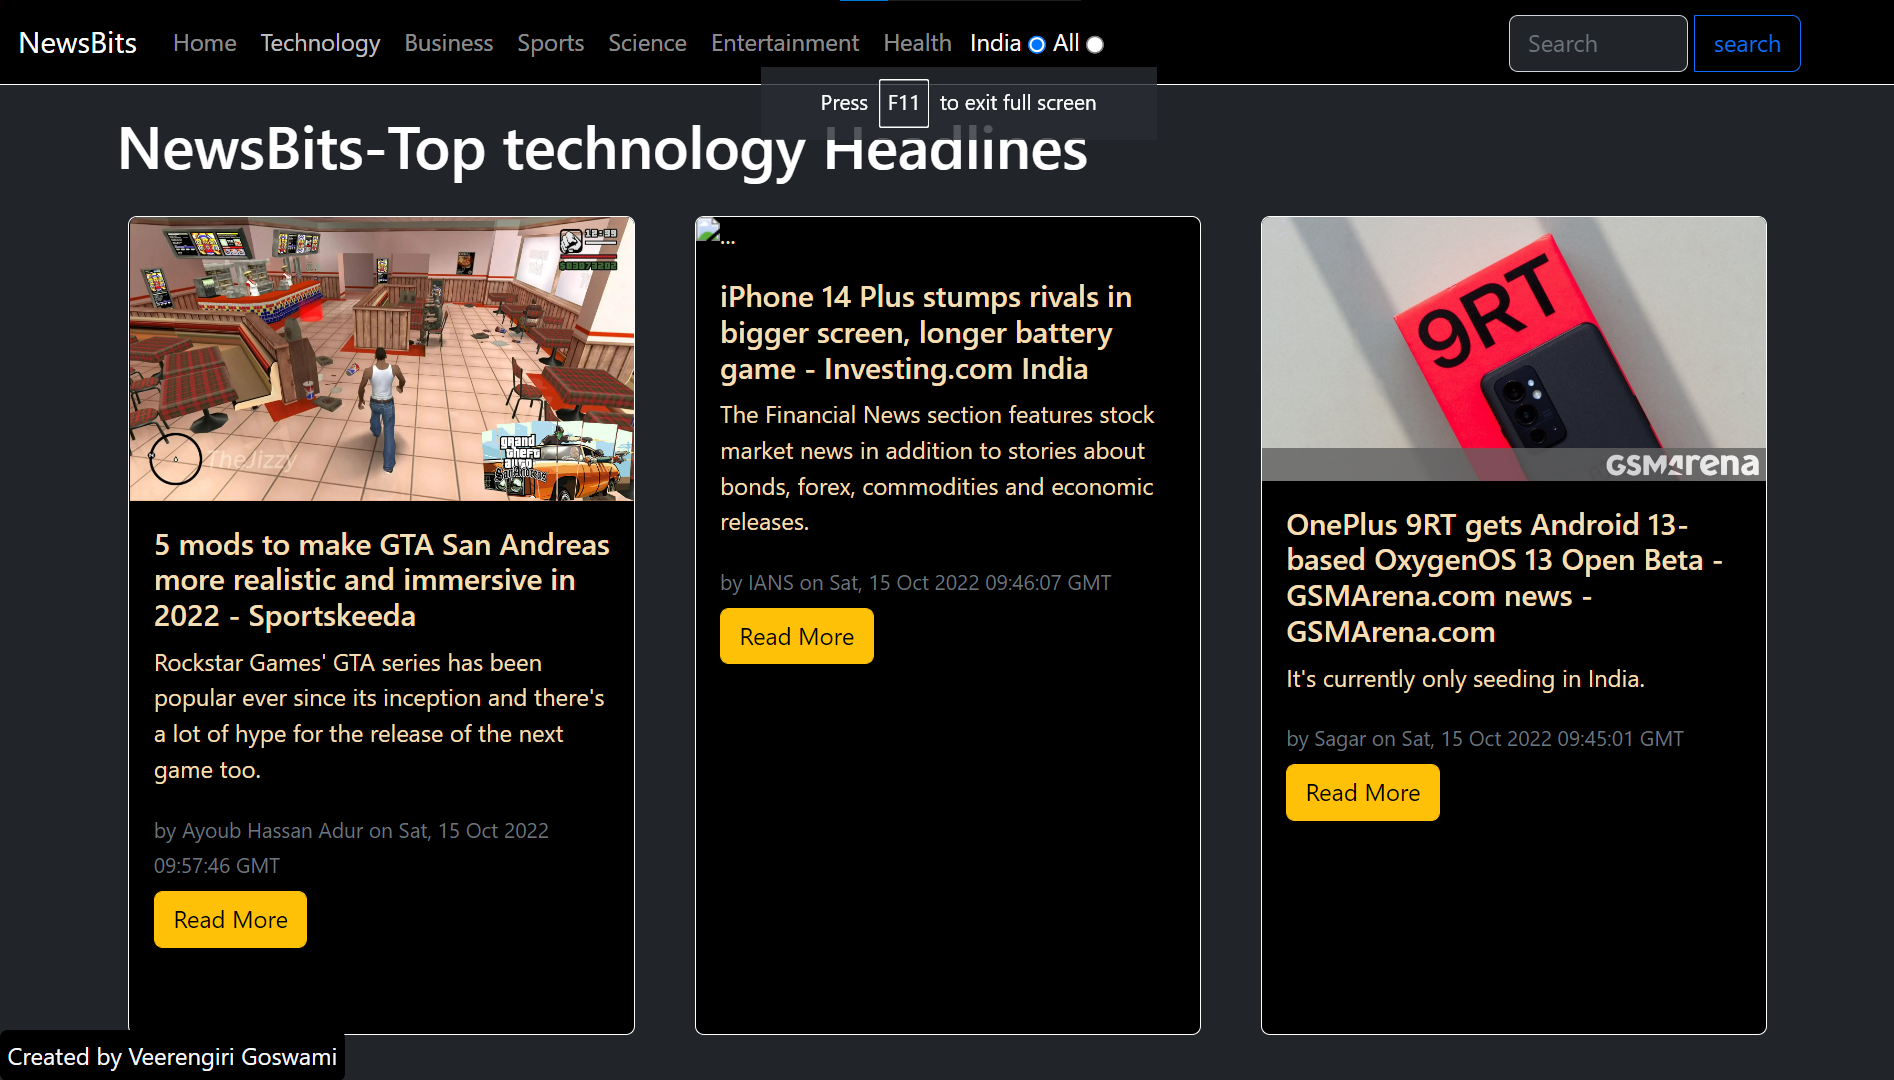 NewsBits Home Technology Business Sports Science Entertainment Health India All Search search
Press F11 to exit full screen
NewsBits-Top technology Headlines
12:39
$03073202
TheJizzy
grand
theft
auto
San Andreas
5 mods to make GTA San Andreas
more realistic and immersive in
2022 - Sportskeeda
Rockstar Games' GTA series has been
popular ever since its inception and there's
a lot of hype for the release of the next
game too.
by Ayoub Hassan Adur on Sat, 15 Oct 2022
09:57:46 GMT
Read More
...
iPhone 14 Plus stumps rivals in
bigger screen, longer battery
game - Investing.com India
The Financial News section features stock
market news in addition to stories about
bonds, forex, commodities and economic
releases.
by IANS on Sat, 15 Oct 2022 09:46:07 GMT
Read More
9RT
GSMArena
OnePlus 9RT gets Android 13-
based OxygenOS 13 Open Beta -
GSMArena.com news -
GSMArena.com
It's currently only seeding in India.
by Sagar on Sat, 15 Oct 2022 09:45:01 GMT
Read More
Created by Veerengiri Goswami